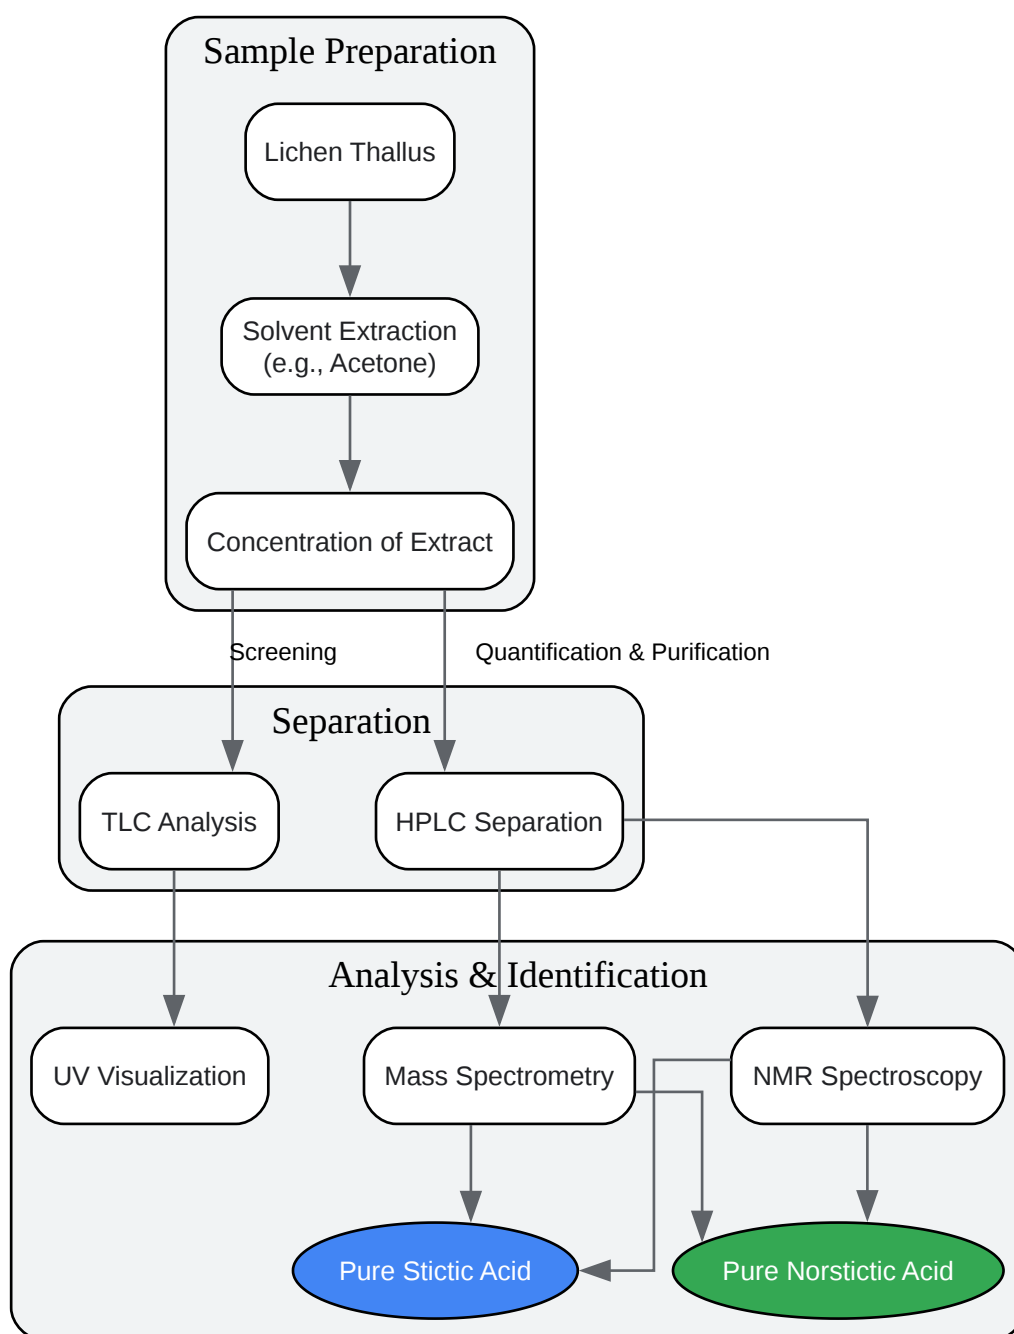 Sample Preparation
Lichen Thallus
Solvent Extraction
(e.g., Acetone)
Concentration of Extract
Screening
Quantification & Purification
Separation
TLC Analysis
HPLC Separation
Analysis & Identification
UV Visualization
Mass Spectrometry
NMR Spectroscopy
Pure Stictic Acid
Pure Norstictic Acid